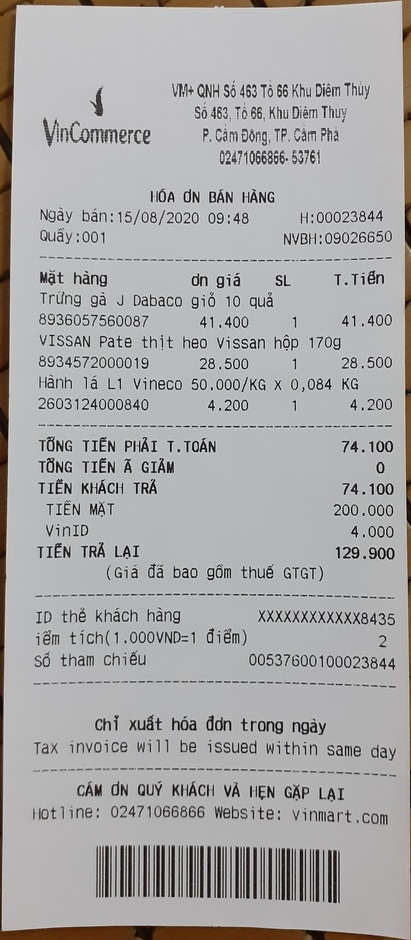 VinCommerce
VM+ QNH Số 463 Tổ 66 Khu Diêm Thủy
Số 463, Tổ 66, Khu Diêm Thủy
P. Cẩm Đông, TP. Cẩm Phả
02471066866- 53761
HÓA ƠN BÁN HÀNG
Ngày bán:15/08/2020 09:48 H:00023844
Quầy:001 NVBH:09026650
Mặt hàng ơn giá SL T.Tiền
Trứng gà J Dabaco giỏ 10 quả
8936057560087 41.400 1 41.400
VISSAN Pate thịt heo Vissan hộp 170g
8934572000019 28.500 1 28.500
Hành lá L1 Vineco 50.000/KG X 0,084 KG
2603124000840 4.200 1 4.200
TỔNG TIỀN PHẢI T.TOÁN 74.100
TỔNG TIỀN Ã GIẢM 0
TIỀN KHÁCH TRẢ 74.100
TIỀN MẶT 200.000
VinID 4.000
TIỀN TRẢ LẠI 129.900
(Giá đã bao gồm thuế GTGT)
ID thẻ khách hàng XXXXXXXXXXXX8435
iểm tích(1.000VND=1 điểm) 2
Số tham chiếu 00537600100023844
Chỉ xuất hóa đơn trong ngày
Tax invoice will be issued within same day
CÁM ƠN QUÝ KHÁCH VÀ HẸN GẶP LẠI
Hotline: 02471066866 Website: vinmart.com